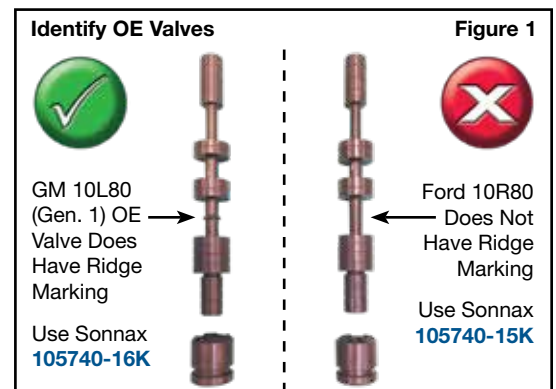 Identify OE Valves
Figure 1
GM 10L80
(Gen. 1) OE
Valve Does
Have Ridge
Marking
Use Sonnax
105740-16K
Ford 10R80
Does Not
Have Ridge
Marking
Use Sonnax
105740-15K